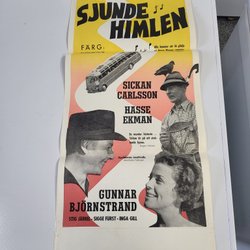 SJUNDE
HIMLEN
FÄRG:
SICKAN
CARLSSON
HASSE
EKMAN
GUNNAR
BJÖRNSTRAND
STIG JÄRREL · SIGGE FÜRST · INGA GILL